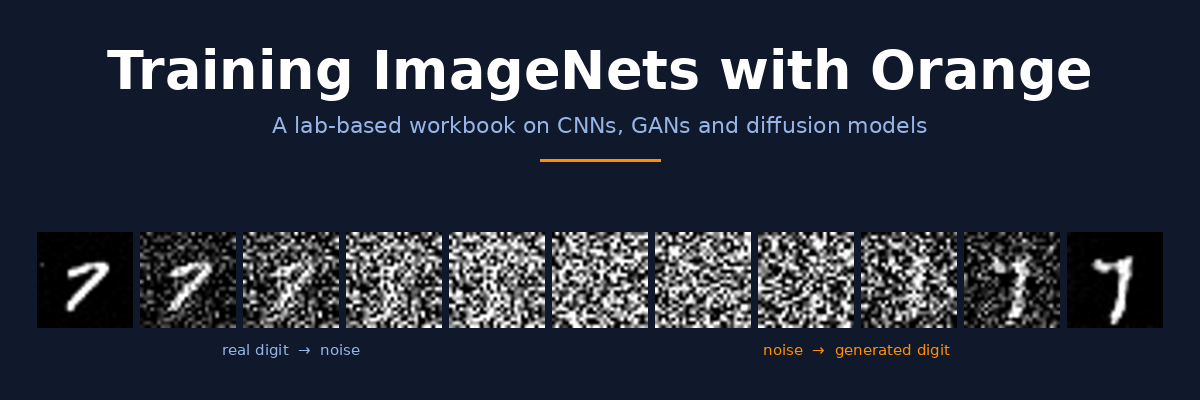 Training ImageNets with Orange
A lab-based workbook on CNNs, GANs and diffusion models
real digit → noise
noise → generated digit